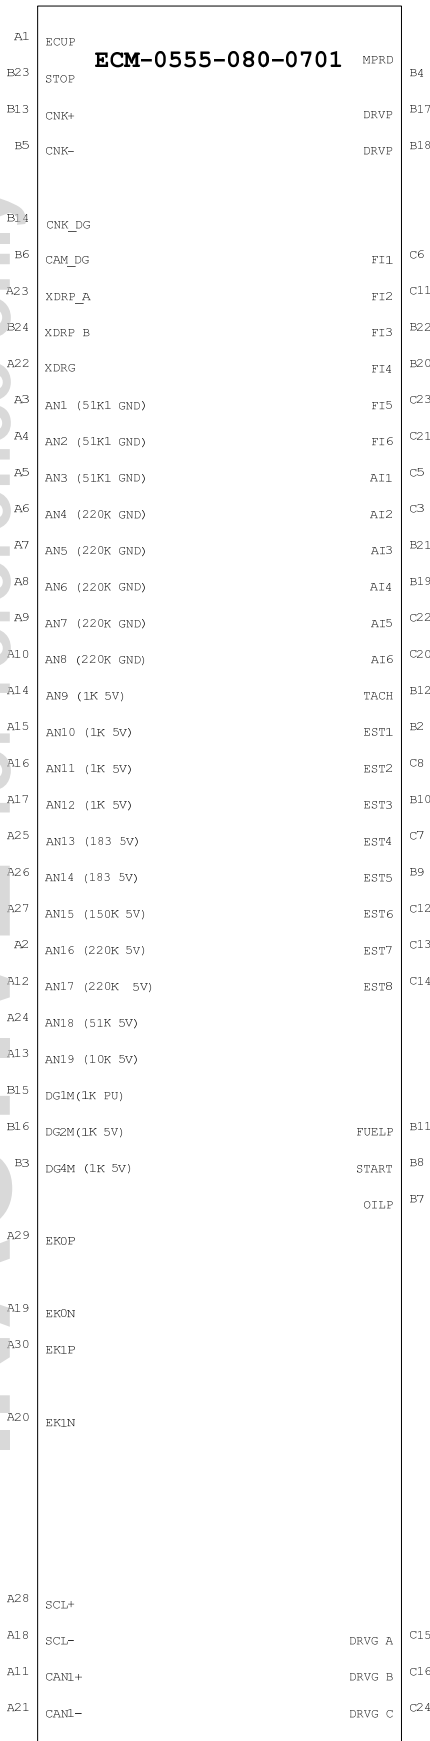 A1 ECUP
ECM-0555-080-0701 MPRD
B23 STOP B4
B13 CNK+ DRVP B17
B5 CNK- DRVP B18
B14 CNK_DG
B6 CAM_DG FI1 C6
A23 XDRP_A FI2 C11
B24 XDRP B FI3 B22
A22 XDRG FI4 B20
A3 AN1 (51K1 GND) FI5 C23
A4 AN2 (51K1 GND) FI6 C21
A5 AN3 (51K1 GND) AI1 C5
A6 AN4 (220K GND) AI2 C3
A7 AN5 (220K GND) AI3 B21
A8 AN6 (220K GND) AI4 B19
A9 AN7 (220K GND) AI5 C22
A10 AN8 (220K GND) AI6 C20
A14 AN9 (1K 5V) TACH B12
A15 AN10 (1K 5V) EST1 B2
A16 AN11 (1K 5V) EST2 C8
A17 AN12 (1K 5V) EST3 B10
A25 AN13 (183 5V) EST4 C7
A26 AN14 (183 5V) EST5 B9
A27 AN15 (150K 5V) EST6 C12
A2 AN16 (220K 5V) EST7 C13
A12 AN17 (220K 5V) EST8 C14
A24 AN18 (51K 5V)
A13 AN19 (10K 5V)
B15 DG1M(1K PU)
B16 DG2M(1K 5V) FUELP B11
B3 DG4M (1K 5V) START B8
OILP B7
A29 EK0P
A19 EK0N
A30 EK1P
A20 EK1N
A28 SCL+
A18 SCL- DRVG A C15
A11 CAN1+ DRVG B C16
A21 CAN1- DRVG C C24